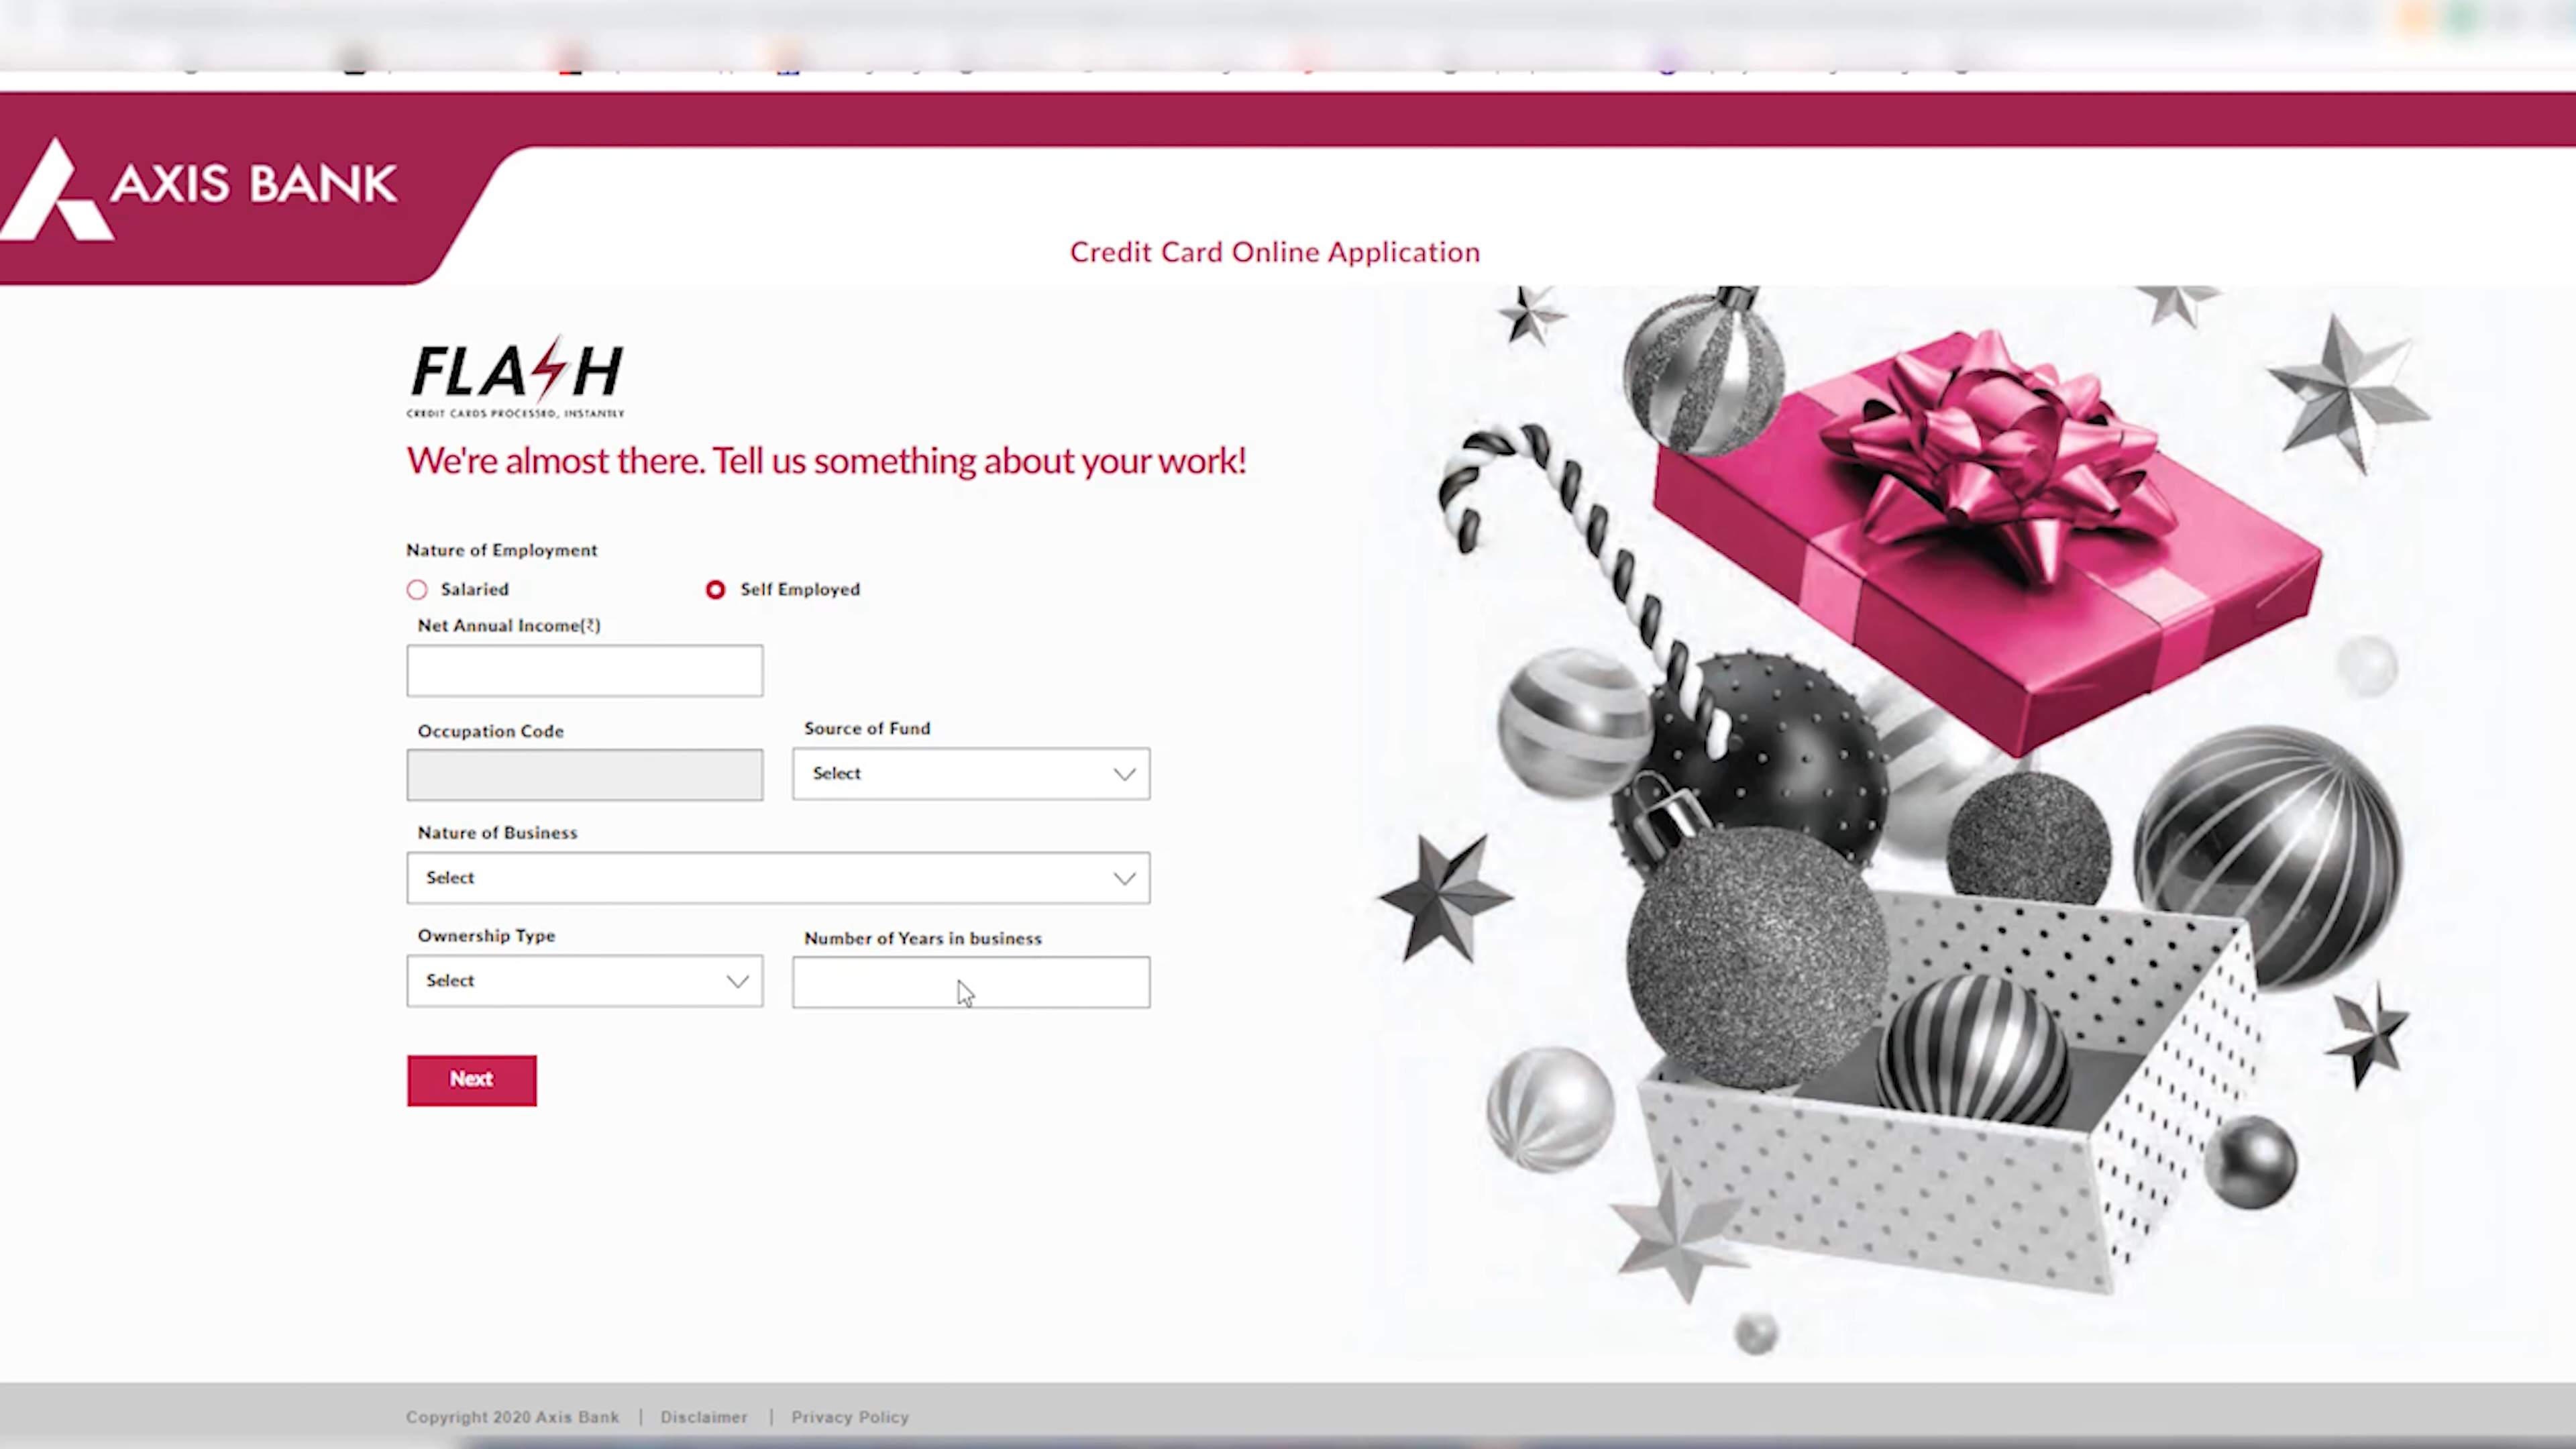 AXIS BANK
Credit Card Online Application
FLASH
CREDIT CARDS PROCESSED, INSTANTLY
We're almost there. Tell us something about your work!
Nature of Employment
Salaried Self Employed
Net Annual Income(₹)
Occupation Code Source of Fund
Select
Nature of Business
Select
Ownership Type Number of Years in business
Select
Next
Copyright 2020 Axis Bank | Disclaimer | Privacy Policy